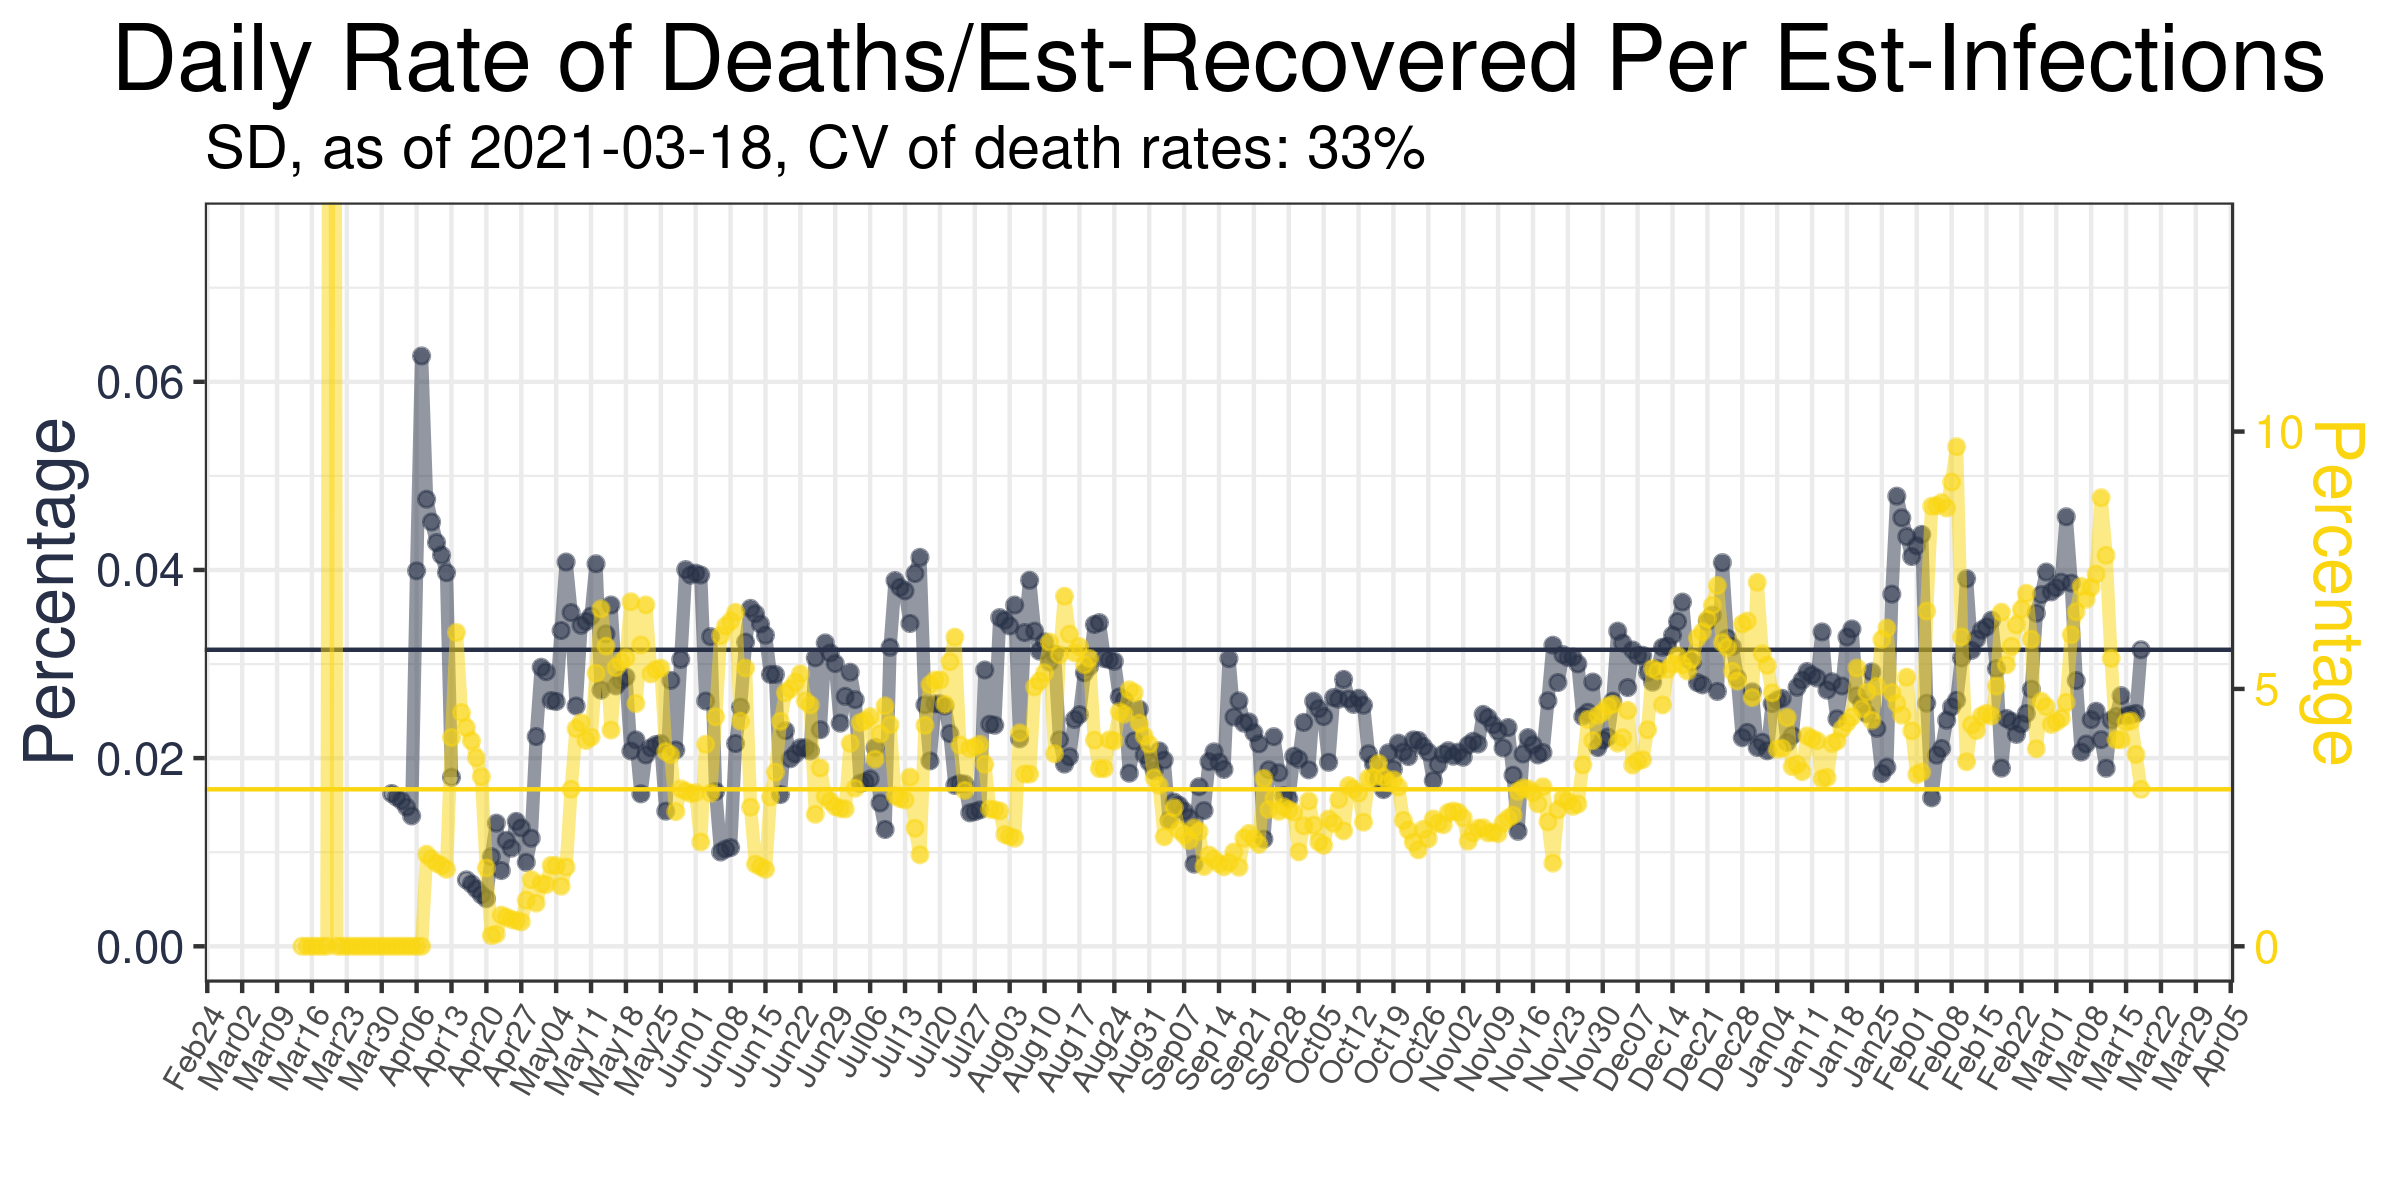 Daily Rate of Deaths/Est-Recovered Per Est-Infections
SD, as of 2021-03-18, CV of death rates: 33%
Percentage
0.06
0.04
0.02
0.00
10
5
0
Percentage
Feb24
Mar02
Mar09
Mar16
Mar23
Mar30
Apr06
Apr13
Apr20
Apr27
May04
May11
May18
May25
Jun01
Jun08
Jun15
Jun22
Jun29
Jul06
Jul13
Jul20
Jul27
Aug03
Aug10
Aug17
Aug24
Aug31
Sep07
Sep14
Sep21
Sep28
Oct05
Oct12
Oct19
Oct26
Nov02
Nov09
Nov16
Nov23
Nov30
Dec07
Dec14
Dec21
Dec28
Dec04
Jan11
Jan18
Jan25
Feb01
Feb08
Feb15
Feb22
Mar01
Mar08
Mar15
Mar22
Mar29
Apr05